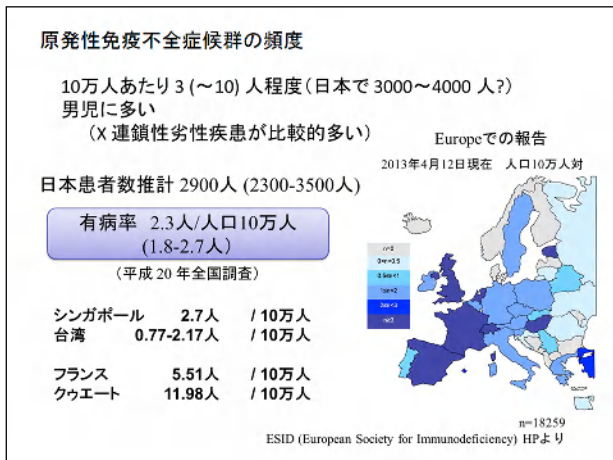 原発性免疫不全症候群の頻度
10万人あたり 3 (～10) 人程度（日本で 3000～4000 人?）
男児に多い
（X 連鎖性劣性疾患が比較的多い）
Europeでの報告
2013年4月12日現在　人口10万人対
日本患者数推計 2900人 (2300-3500人)
有病率　2.3人/人口10万人
(1.8-2.7人)
（平成 20 年全国調査）
シンガポール　2.7人　/ 10万人
台湾　0.77-2.17人　/ 10万人
フランス　5.51人　/ 10万人
クゥエート　11.98人　/ 10万人
n=0
n=18259
ESID (European Society for Immunodeficiency) HPより